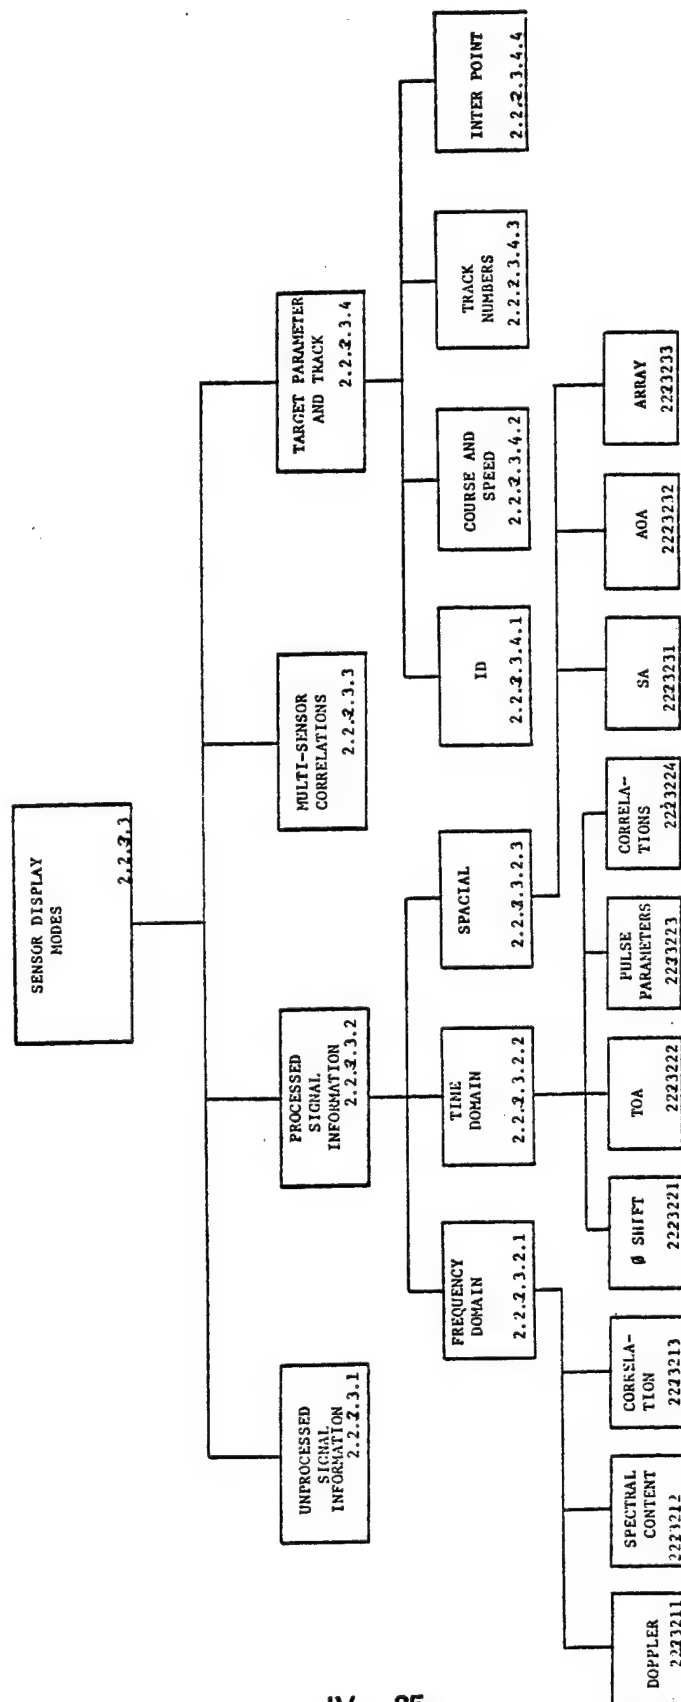 SENSOR DISPLAY
MODES
2.2.2.3
UNPROCESSED
SIGNAL
INFORMATION
2.2.2.3.1
PROCESSED
SIGNAL
INFORMATION
2.2.2.3.2
MULTI-SENSOR
CORRELATIONS
2.2.2.3.3
TARGET PARAMETER
AND TRACK
2.2.2.3.4
FREQUENCY
DOMAIN
2.2.2.3.2.1
TIME
DOMAIN
2.2.2.3.2.2
SPACIAL
2.2.2.3.2.3
ID
2.2.2.3.4.1
COURSE AND
SPEED
2.2.2.3.4.2
TRACK
NUMBERS
2.2.2.3.4.3
INTER POINT
2.2.2.3.4.4
DOPPLER
2223211
SPECTRAL
CONTENT
2223212
CORRELA-
TION
2223213
Ø SHIFT
2223221
TOA
2223222
PULSE
PARAMETERS
2223223
CORRELA-
TIONS
2223224
SA
2223231
AOA
2223232
ARRAY
2223233